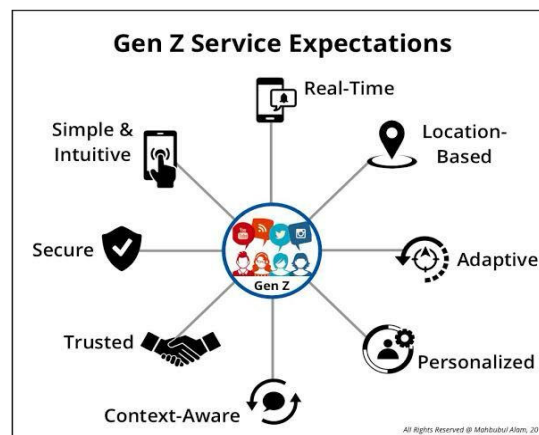 Gen Z Service Expectations
Real-Time
Simple &
Intuitive
Location-
Based
Secure
Adaptive
You
Gen Z
Trusted
Personalized
Context-Aware
All Rights Reserved @ Mahbubul Alam, 20